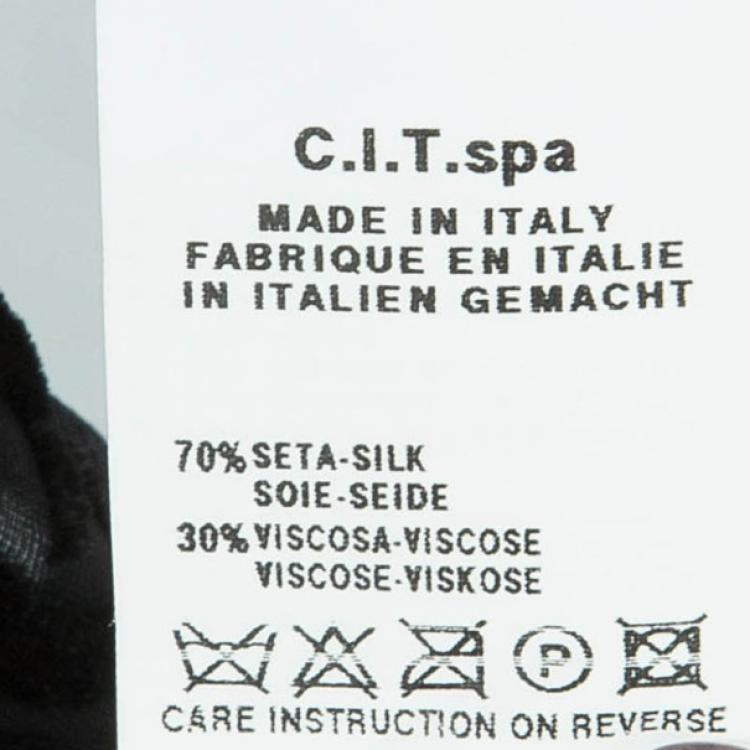 C.I.T.spa
MADE IN ITALY
FABRIQUE EN ITALIE
IN ITALIEN GEMACHT
70% SETA-SILK
SOIE-SEIDE
30% VISCOSA-VISCOSE
VISCOSE-VISKOSE
P
CARE INSTRUCTION ON REVERSE